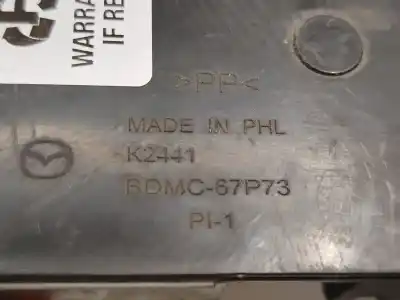 WARRA
IF RE
>PP<
MADE IN PHL
K2441
BDMC-67P73
PI-1